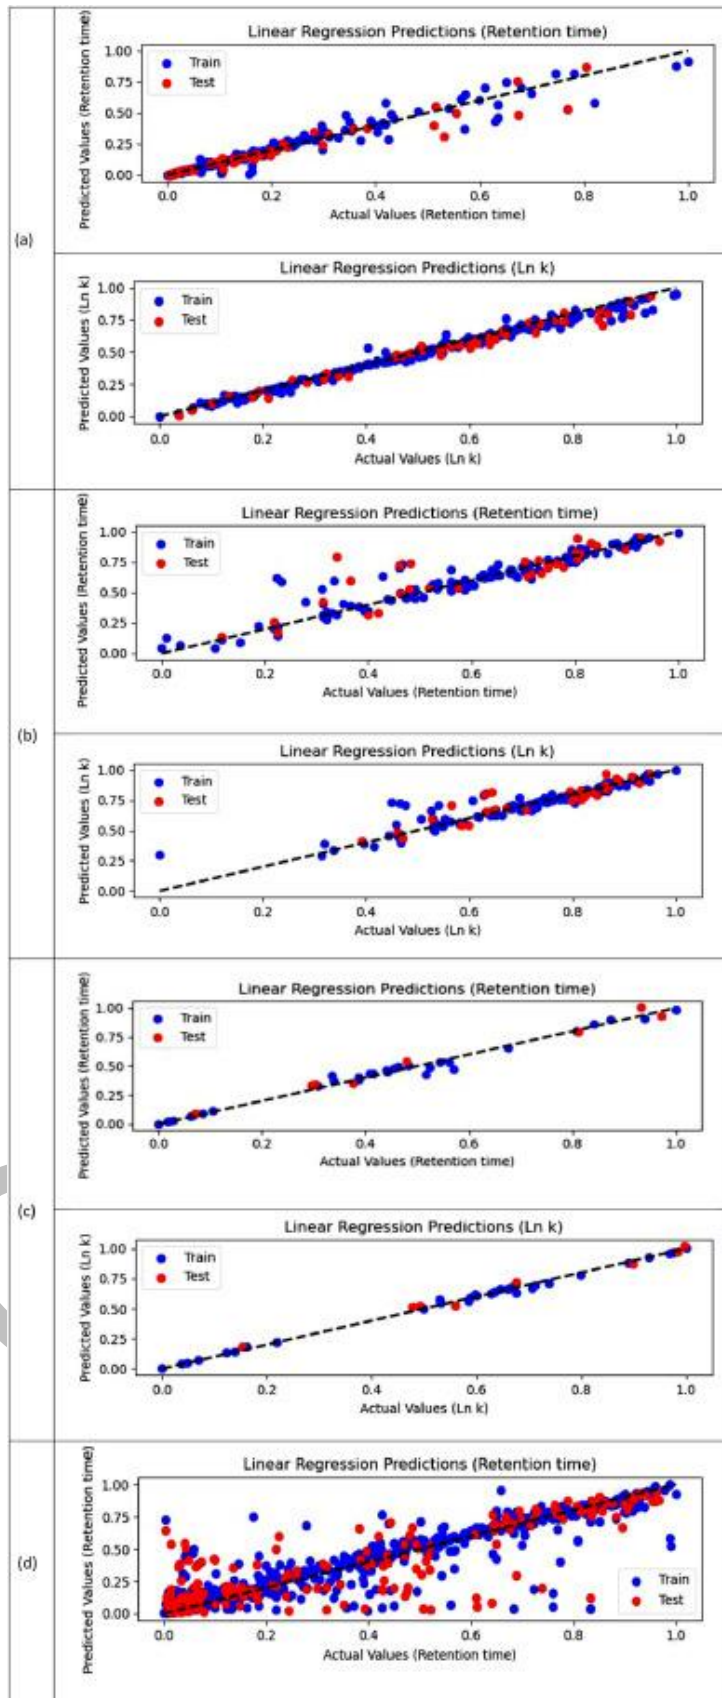 (a)
Linear Regression Predictions (Retention time)
Predicted Values (Retention time)
1.00
0.75
0.50
0.25
0.00
Train
Test
0.0 0.2 0.4 0.6 0.8 1.0
Actual Values (Retention time)
Linear Regression Predictions (Ln k)
Predicted Values (Ln k)
1.00
0.75
0.50
0.25
0.00
Train
Test
0.0 0.2 0.4 0.6 0.8 1.0
Actual Values (Ln k)
(b)
Linear Regression Predictions (Retention time)
Predicted Values (Retention time)
1.00
0.75
0.50
0.25
0.00
Train
Test
0.0 0.2 0.4 0.6 0.8 1.0
Actual Values (Retention time)
Linear Regression Predictions (Ln k)
Predicted Values (Ln k)
1.00
0.75
0.50
0.25
0.00
Train
Test
0.0 0.2 0.4 0.6 0.8 1.0
Actual Values (Ln k)
(c)
Linear Regression Predictions (Retention time)
Predicted Values (Retention time)
1.00
0.75
0.50
0.25
0.00
Train
Test
0.0 0.2 0.4 0.6 0.8 1.0
Actual Values (Retention time)
Linear Regression Predictions (Ln k)
Predicted Values (Ln k)
1.00
0.75
0.50
0.25
0.00
Train
Test
0.0 0.2 0.4 0.6 0.8 1.0
Actual Values (Ln k)
(d)
Linear Regression Predictions (Retention time)
Predicted Values (Retention time)
1.00
0.75
0.50
0.25
0.00
Train
Test
0.0 0.2 0.4 0.6 0.8 1.0
Actual Values (Retention time)